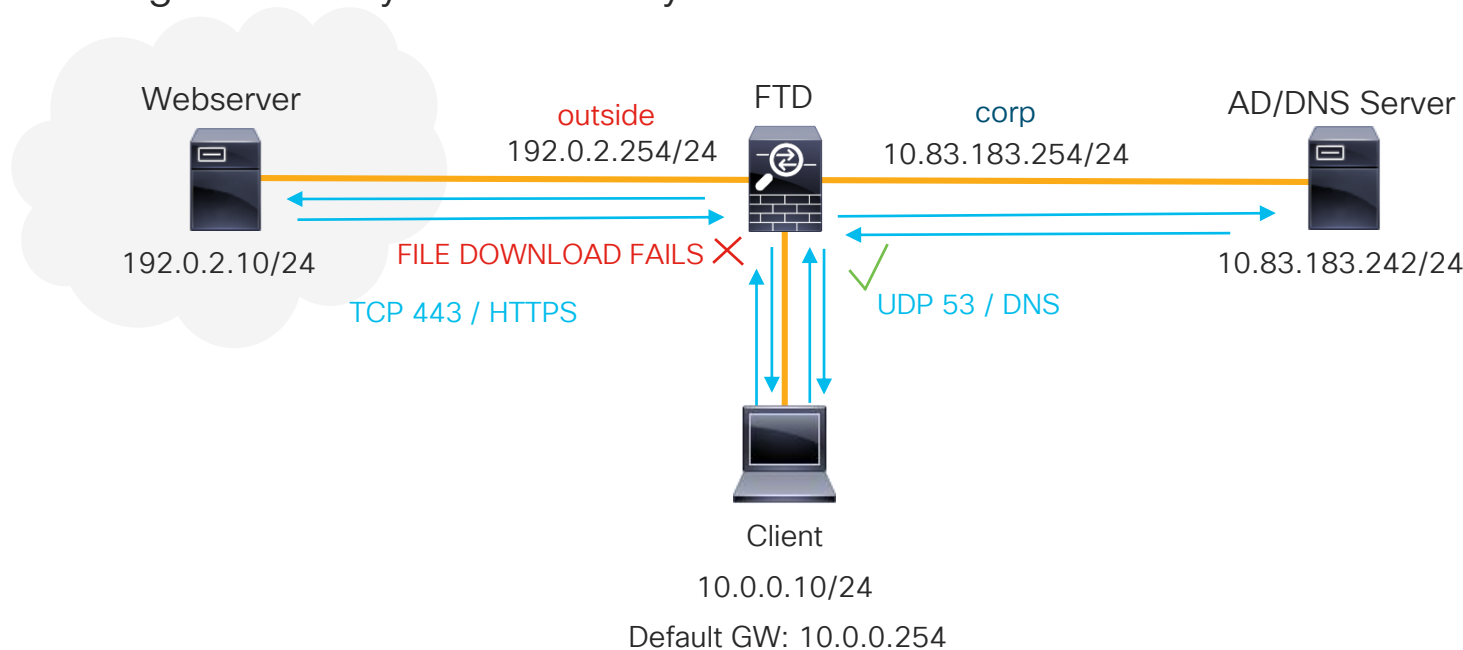 Webserver
FTD
AD/DNS Server
outside
corp
192.0.2.254/24
10.83.183.254/24
192.0.2.10/24
FILE DOWNLOAD FAILS
10.83.183.242/24
TCP 443 / HTTPS
UDP 53 / DNS
Client
10.0.0.10/24
Default GW: 10.0.0.254